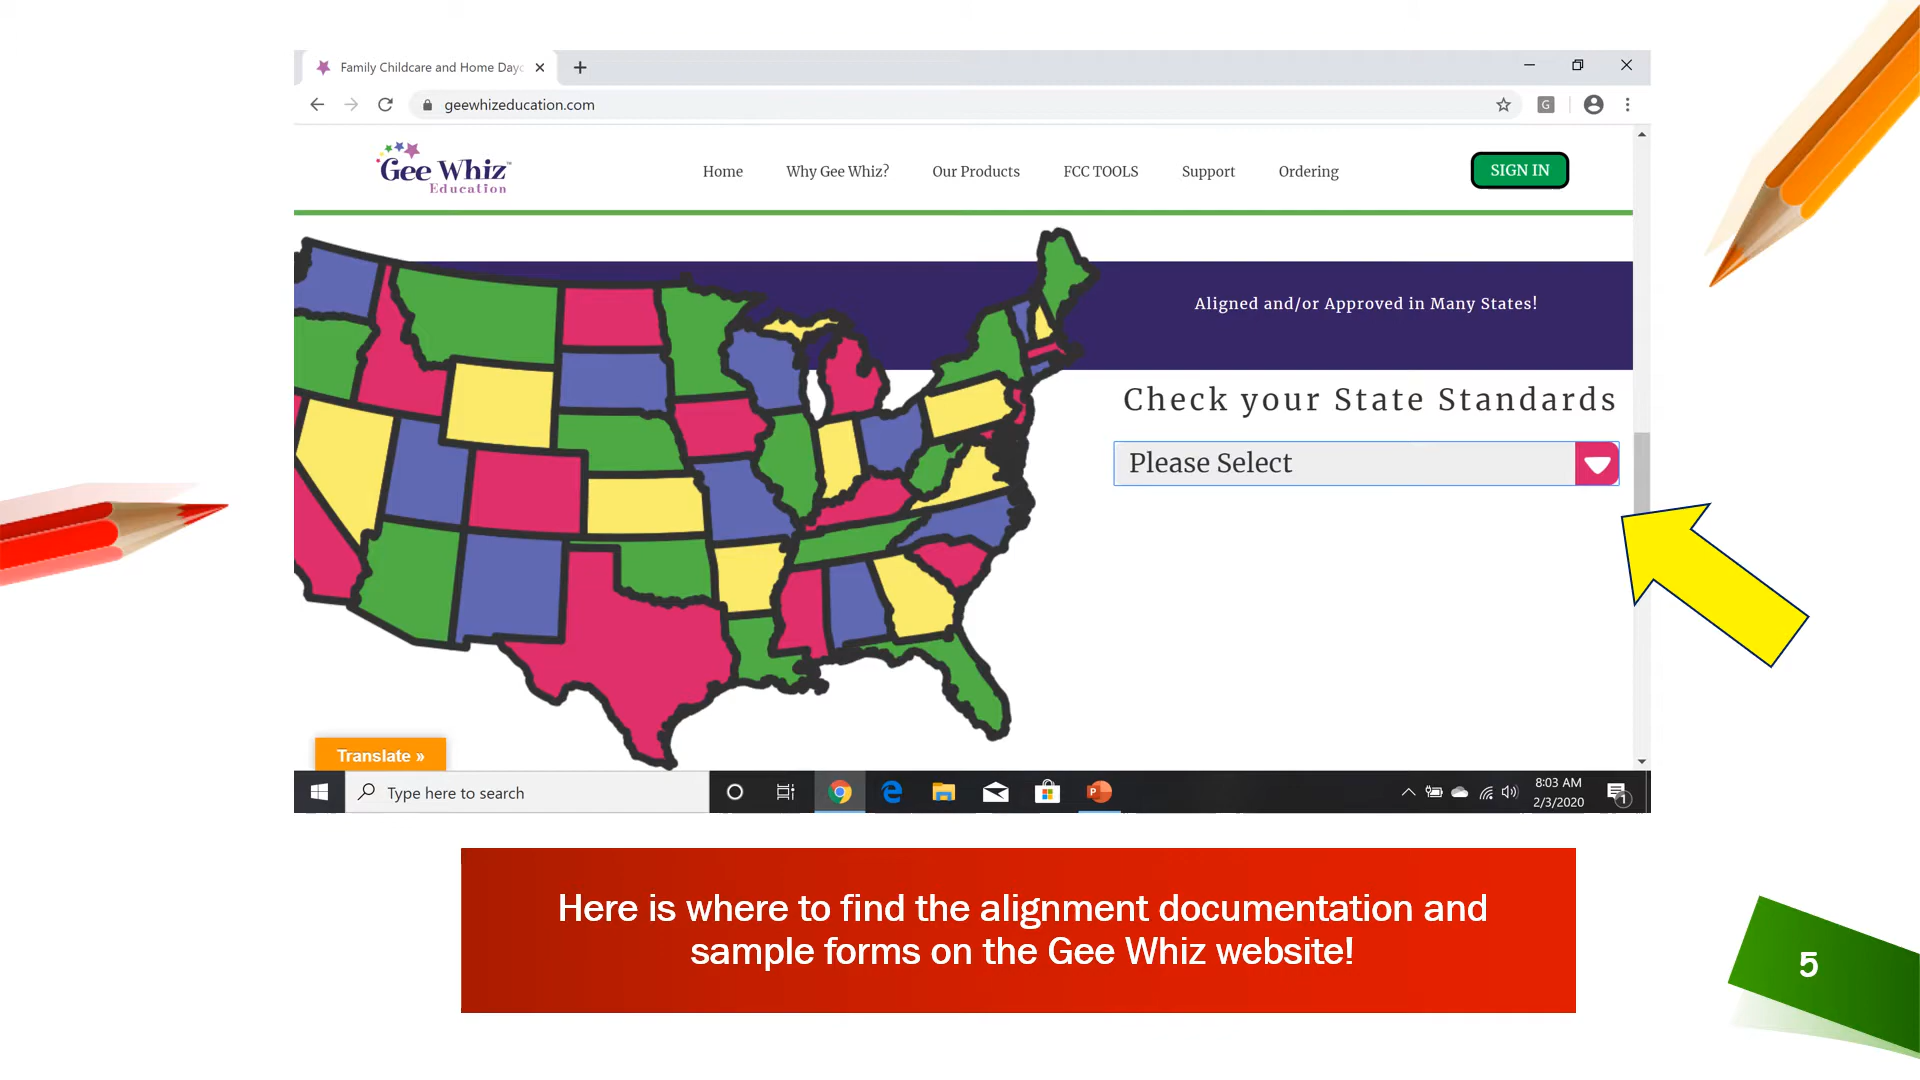 Family Childcare and Home Dayc
geewhizeducation.com
G
Gee Whiz™
Education
Home
Why Gee Whiz?
Our Products
FCC TOOLS
Support
Ordering
SIGN IN
Aligned and/or Approved in Many States!
Check your State Standards
Please Select
Translate »
Type here to search
P
8:03 AM
2/3/2020
1
Here is where to find the alignment documentation and
sample forms on the Gee Whiz website!
5